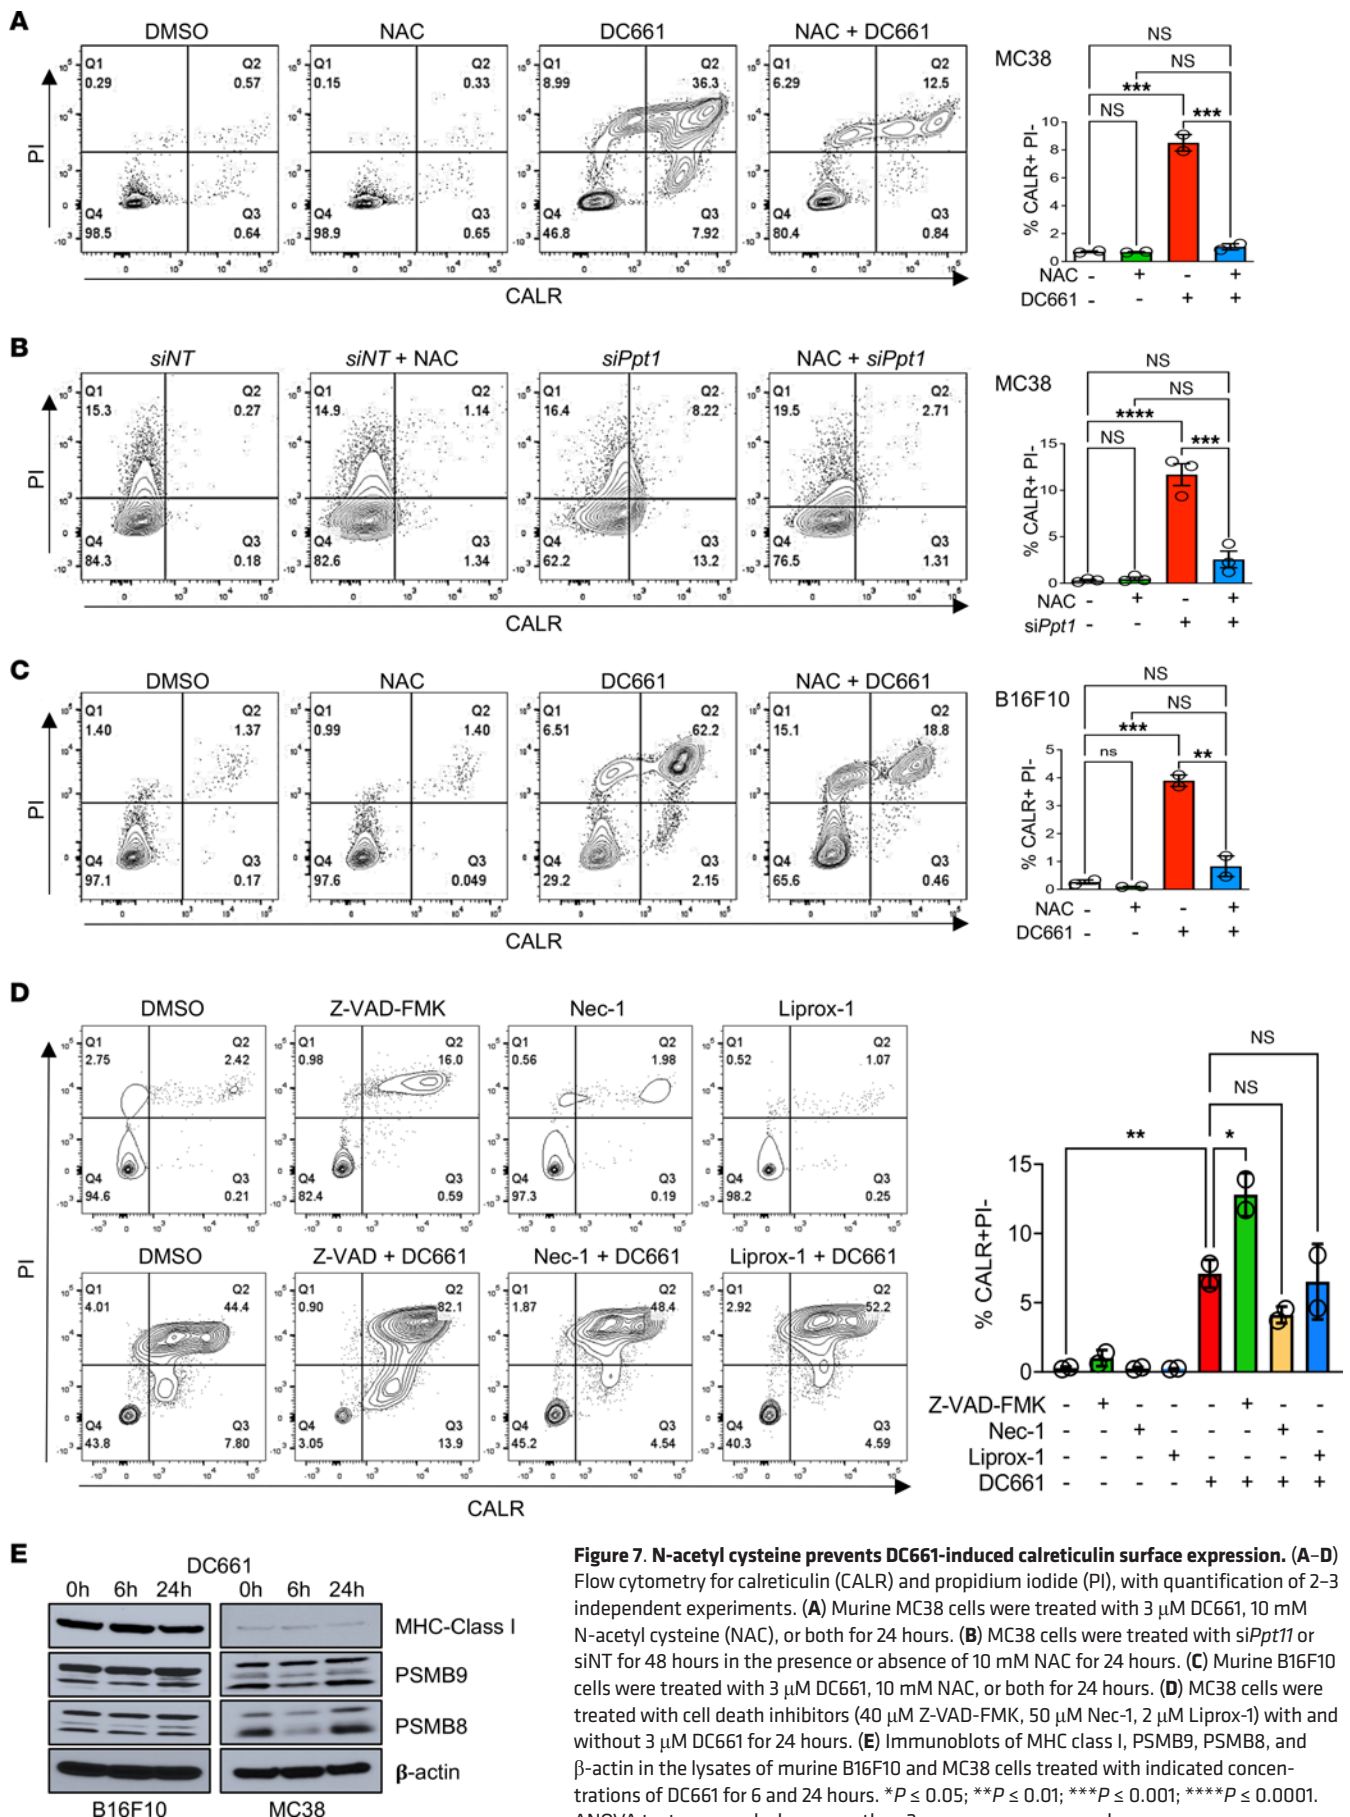 A
DMSO
NAC
DC661
NAC + DC661
MC38
Q1 0.29
Q2 0.57
Q4 98.5
Q3 0.64
Q1 0.15
Q2 0.33
Q4 98.9
Q3 0.65
Q1 8.99
Q2 36.3
Q4 46.8
Q3 7.92
Q1 6.29
Q2 12.5
Q4 80.4
Q3 0.84
PI
CALR
NS
NS
***
NS
***
% CALR+ PI-
10
8
6
4
2
0
NAC - + - +
DC661 - - + +
B
siNT
siNT + NAC
siPpt1
NAC + siPpt1
MC38
Q1 15.3
Q2 0.27
Q4 84.3
Q3 0.18
Q1 14.9
Q2 1.14
Q4 82.6
Q3 1.34
Q1 16.4
Q2 8.22
Q4 62.2
Q3 13.2
Q1 19.5
Q2 2.71
Q4 76.5
Q3 1.31
PI
CALR
NS
NS
****
NS
***
% CALR+ PI-
15
10
5
0
NAC - + - +
siPpt1 - - + +
C
DMSO
NAC
DC661
NAC + DC661
B16F10
Q1 1.40
Q2 1.37
Q4 97.1
Q3 0.17
Q1 0.99
Q2 1.40
Q4 97.6
Q3 0.049
Q1 6.51
Q2 62.2
Q4 29.2
Q3 2.15
Q1 15.1
Q2 18.8
Q4 65.6
Q3 0.46
PI
CALR
NS
NS
***
ns
**
% CALR+ PI-
5
4
3
2
1
0
NAC - + - +
DC661 - - + +
D
DMSO
Z-VAD-FMK
Nec-1
Liprox-1
Q1 2.75
Q2 2.42
Q4 94.6
Q3 0.21
Q1 0.98
Q2 16.0
Q4 82.4
Q3 0.59
Q1 0.56
Q2 1.98
Q4 97.3
Q3 0.19
Q1 0.52
Q2 1.07
Q4 98.2
Q3 0.25
DMSO
Z-VAD + DC661
Nec-1 + DC661
Liprox-1 + DC661
Q1 4.01
Q2 44.4
Q4 43.8
Q3 7.80
Q1 0.90
Q2 82.1
Q4 3.05
Q3 13.9
Q1 1.87
Q2 48.4
Q4 45.2
Q3 4.54
Q1 2.92
Q2 52.2
Q4 40.3
Q3 4.59
PI
CALR
NS
NS
**
*
% CALR+PI-
15
10
5
0
Z-VAD-FMK - + - - - + - -
Nec-1 - - + - - - + -
Liprox-1 - - - + - - - +
DC661 - - - - + + + +
E
DC661
0h 6h 24h 0h 6h 24h
MHC-Class I
PSMB9
PSMB8
β-actin
B16F10
MC38
Figure 7. N-acetyl cysteine prevents DC661-induced calreticulin surface expression. (A–D)
Flow cytometry for calreticulin (CALR) and propidium iodide (PI), with quantification of 2–3
independent experiments. (A) Murine MC38 cells were treated with 3 μM DC661, 10 mM
N-acetyl cysteine (NAC), or both for 24 hours. (B) MC38 cells were treated with siPpt11 or
siNT for 48 hours in the presence or absence of 10 mM NAC for 24 hours. (C) Murine B16F10
cells were treated with 3 μM DC661, 10 mM NAC, or both for 24 hours. (D) MC38 cells were
treated with cell death inhibitors (40 μM Z-VAD-FMK, 50 μM Nec-1, 2 μM Liprox-1) with and
without 3 μM DC661 for 24 hours. (E) Immunoblots of MHC class I, PSMB9, PSMB8, and
β-actin in the lysates of murine B16F10 and MC38 cells treated with indicated concen-
trations of DC661 for 6 and 24 hours. *P ≤ 0.05; **P ≤ 0.01; ***P ≤ 0.001; ****P ≤ 0.0001.